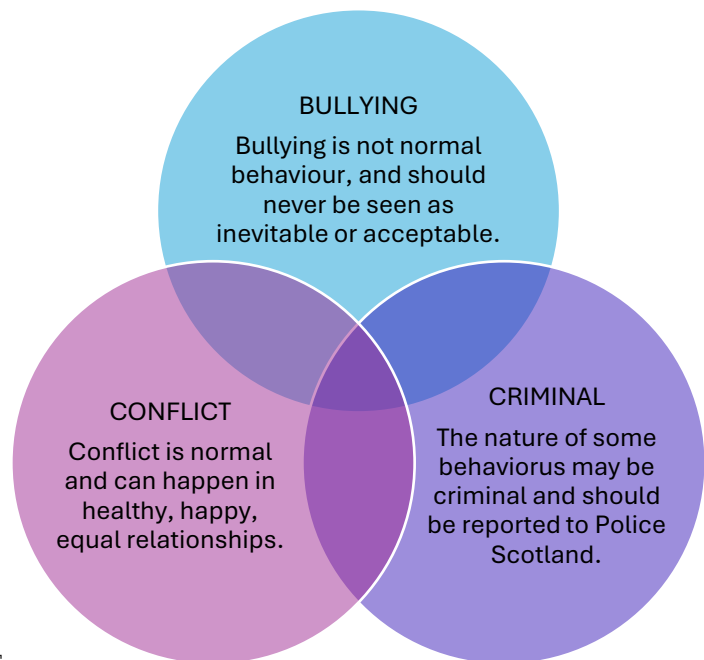 BULLYING
Bullying is not normal
behaviour, and should
never be seen as
inevitable or acceptable.
CONFLICT
Conflict is normal
and can happen in
healthy, happy,
equal relationships.
CRIMINAL
The nature of some
behaviorus may be
criminal and should
be reported to Police
Scotland.